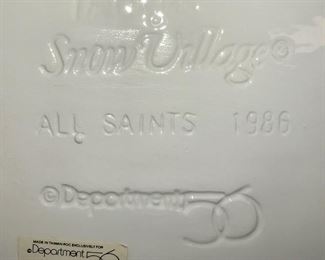 Snow Village®
ALL SAINTS 1986
©Department 56
MADE IN TAIWAN ROC EXCLUSIVELY FOR
©Department 56